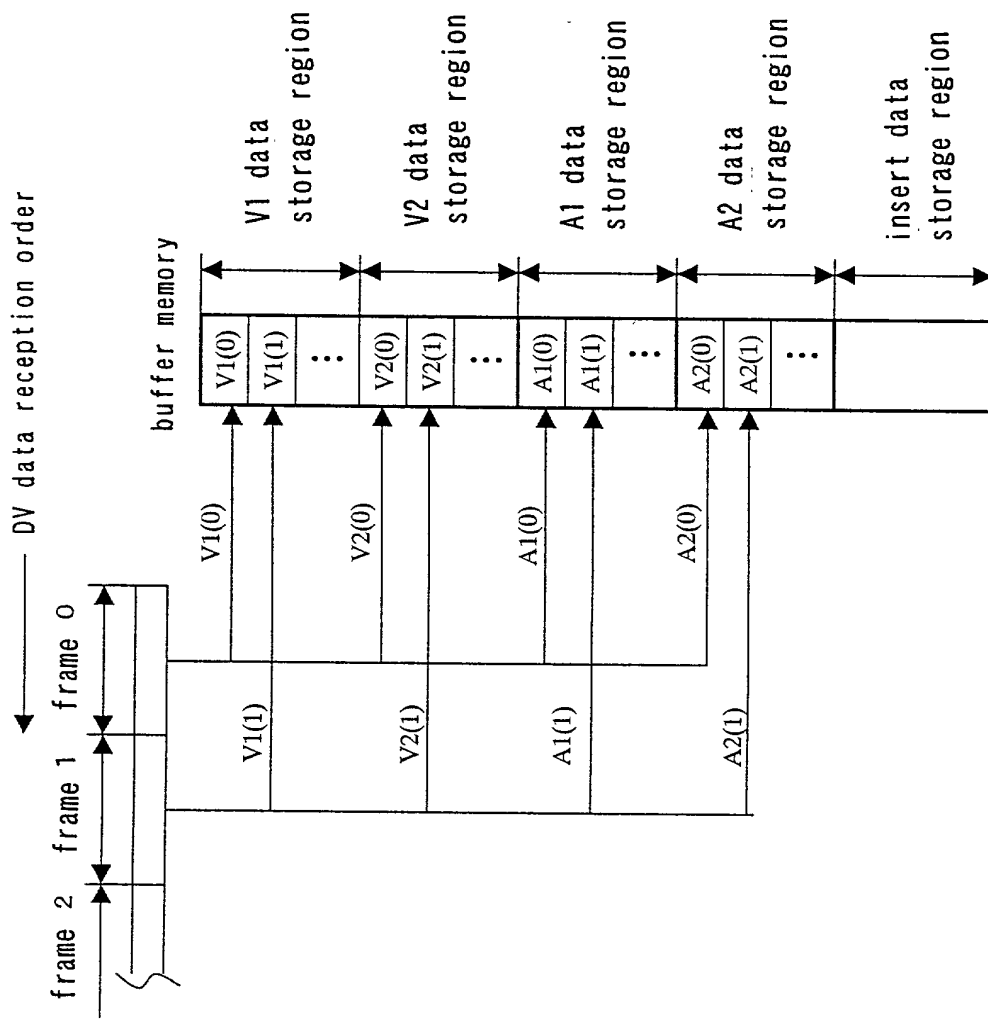 DV data reception order
frame 2
frame 1
frame 0
buffer memory
V1(0)
V1(1)
V2(0)
V2(1)
A1(0)
A1(1)
A2(0)
A2(1)
V1(0)
V1(1)
...
V2(0)
V2(1)
...
A1(0)
A1(1)
...
A2(0)
A2(1)
...
V1 data
storage region
V2 data
storage region
A1 data
storage region
A2 data
storage region
insert data
storage region